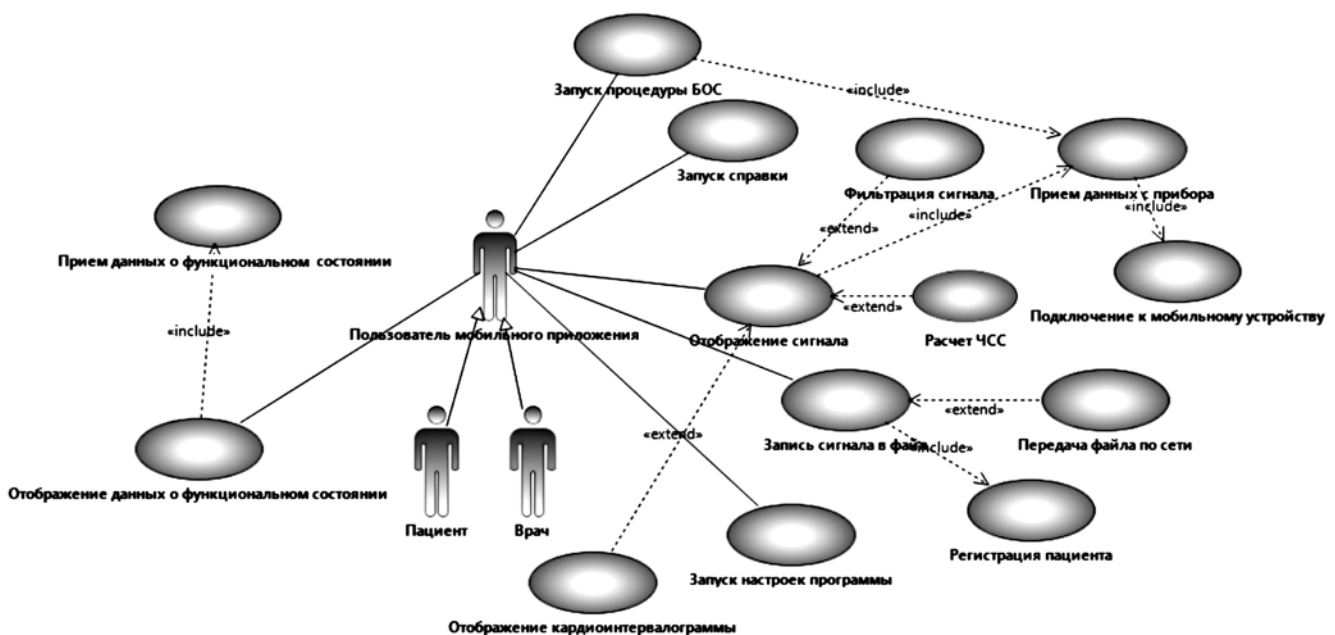 Запуск процедуры БОС
«include»
Запуск справки
Фильтрация сигнала
Прием данных с прибора
«include»
«include»
«extend»
Прием данных о функциональном состоянии
«include»
Пользователь мобильного приложения
Отображение сигнала
«extend»
Расчет ЧСС
Подключение к мобильному устройству
«extend»
Запись сигнала в файл
«extend»
Передача файла по сети
«include»
Отображение данных о функциональном состоянии
Пациент
Врач
Регистрация пациента
Запуск настроек программы
Отображение кардиоинтервалограммы